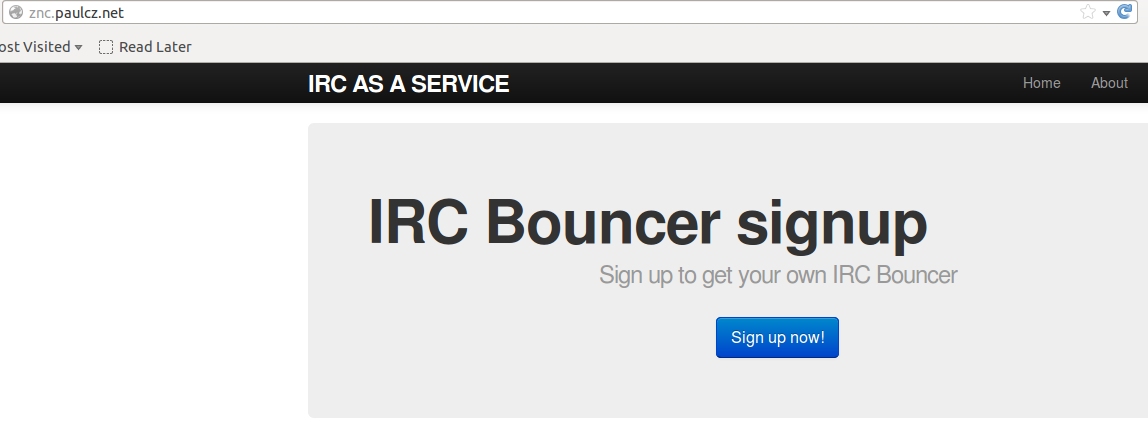 znc.paulcz.net
ost Visited Read Later
IRC AS A SERVICE Home About
IRC Bouncer signup
Sign up to get your own IRC Bouncer
Sign up now!